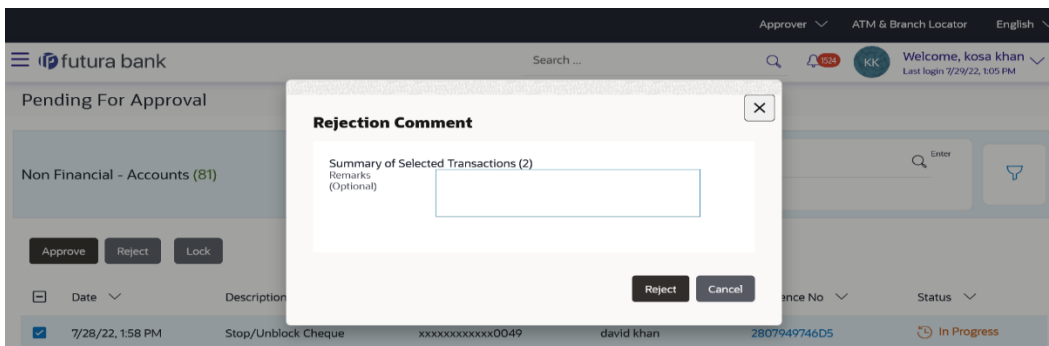 Approver ATM & Branch Locator English
futura bank Search ... 1524 KK Welcome, kosa khan
Last login 7/29/22, 1:05 PM
Pending For Approval
Rejection Comment
Summary of Selected Transactions (2)
Remarks
(Optional)
Non Financial - Accounts (81)
Enter
Approve Reject Lock
Reject Cancel
Date Description ence No Status
7/28/22, 1:58 PM Stop/Unblock Cheque xxxxxxxxxxxx0049 david khan 2807949746D5 In Progress